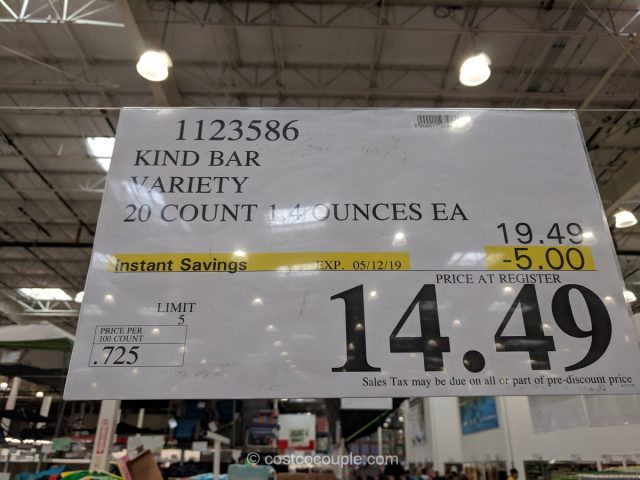 1123586
KIND BAR
VARIETY
20 COUNT 1.4 OUNCES EA
19.49
Instant Savings EXP. 05/12/19 -5.00
PRICE AT REGISTER
14.49
LIMIT
5
PRICE PER
100 COUNT
.725
Sales Tax may be due on all or part of pre-discount price
© costcocouple.com